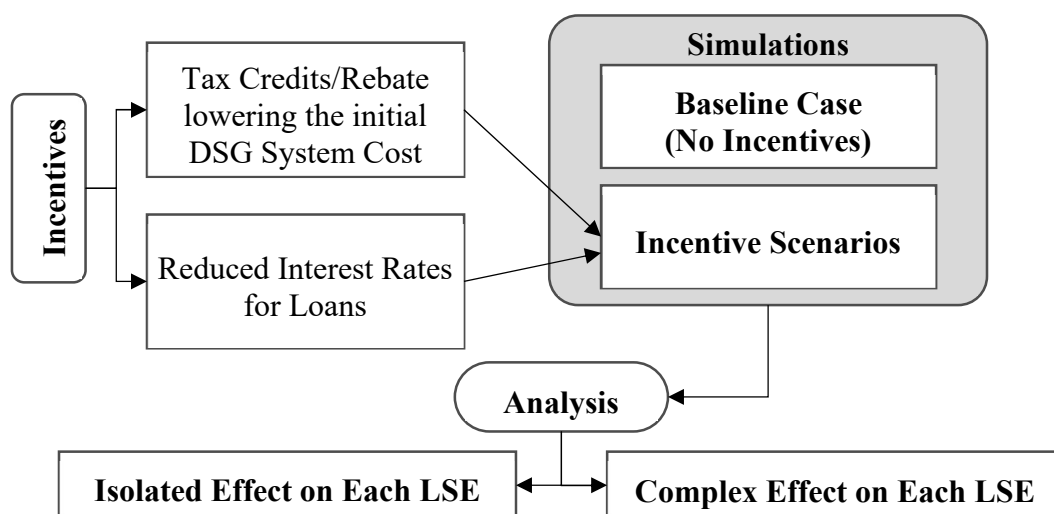 Incentives
Tax Credits/Rebate
lowering the initial
DSG System Cost
Reduced Interest Rates
for Loans
Simulations
Baseline Case
(No Incentives)
Incentive Scenarios
Analysis
Isolated Effect on Each LSE
Complex Effect on Each LSE